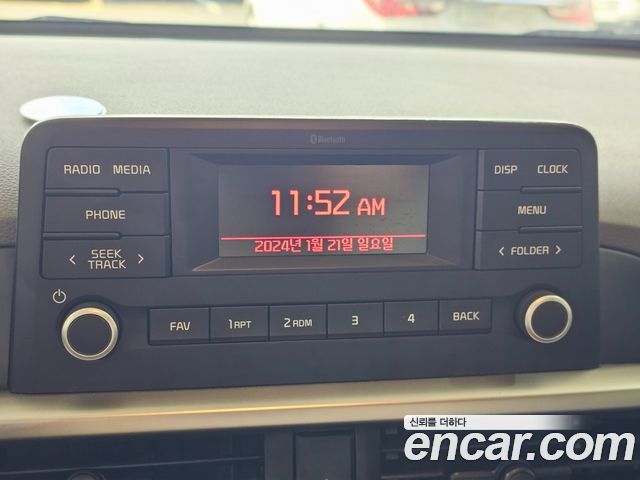 Bluetooth
RADIO MEDIA
DISP CLOCK
11:52 AM
PHONE
MENU
2024년 1월 21일 일요일
< SEEK TRACK >
< FOLDER >
FAV
1 RPT
2 RDM
3
4
BACK
신뢰를 더하다
encar.com